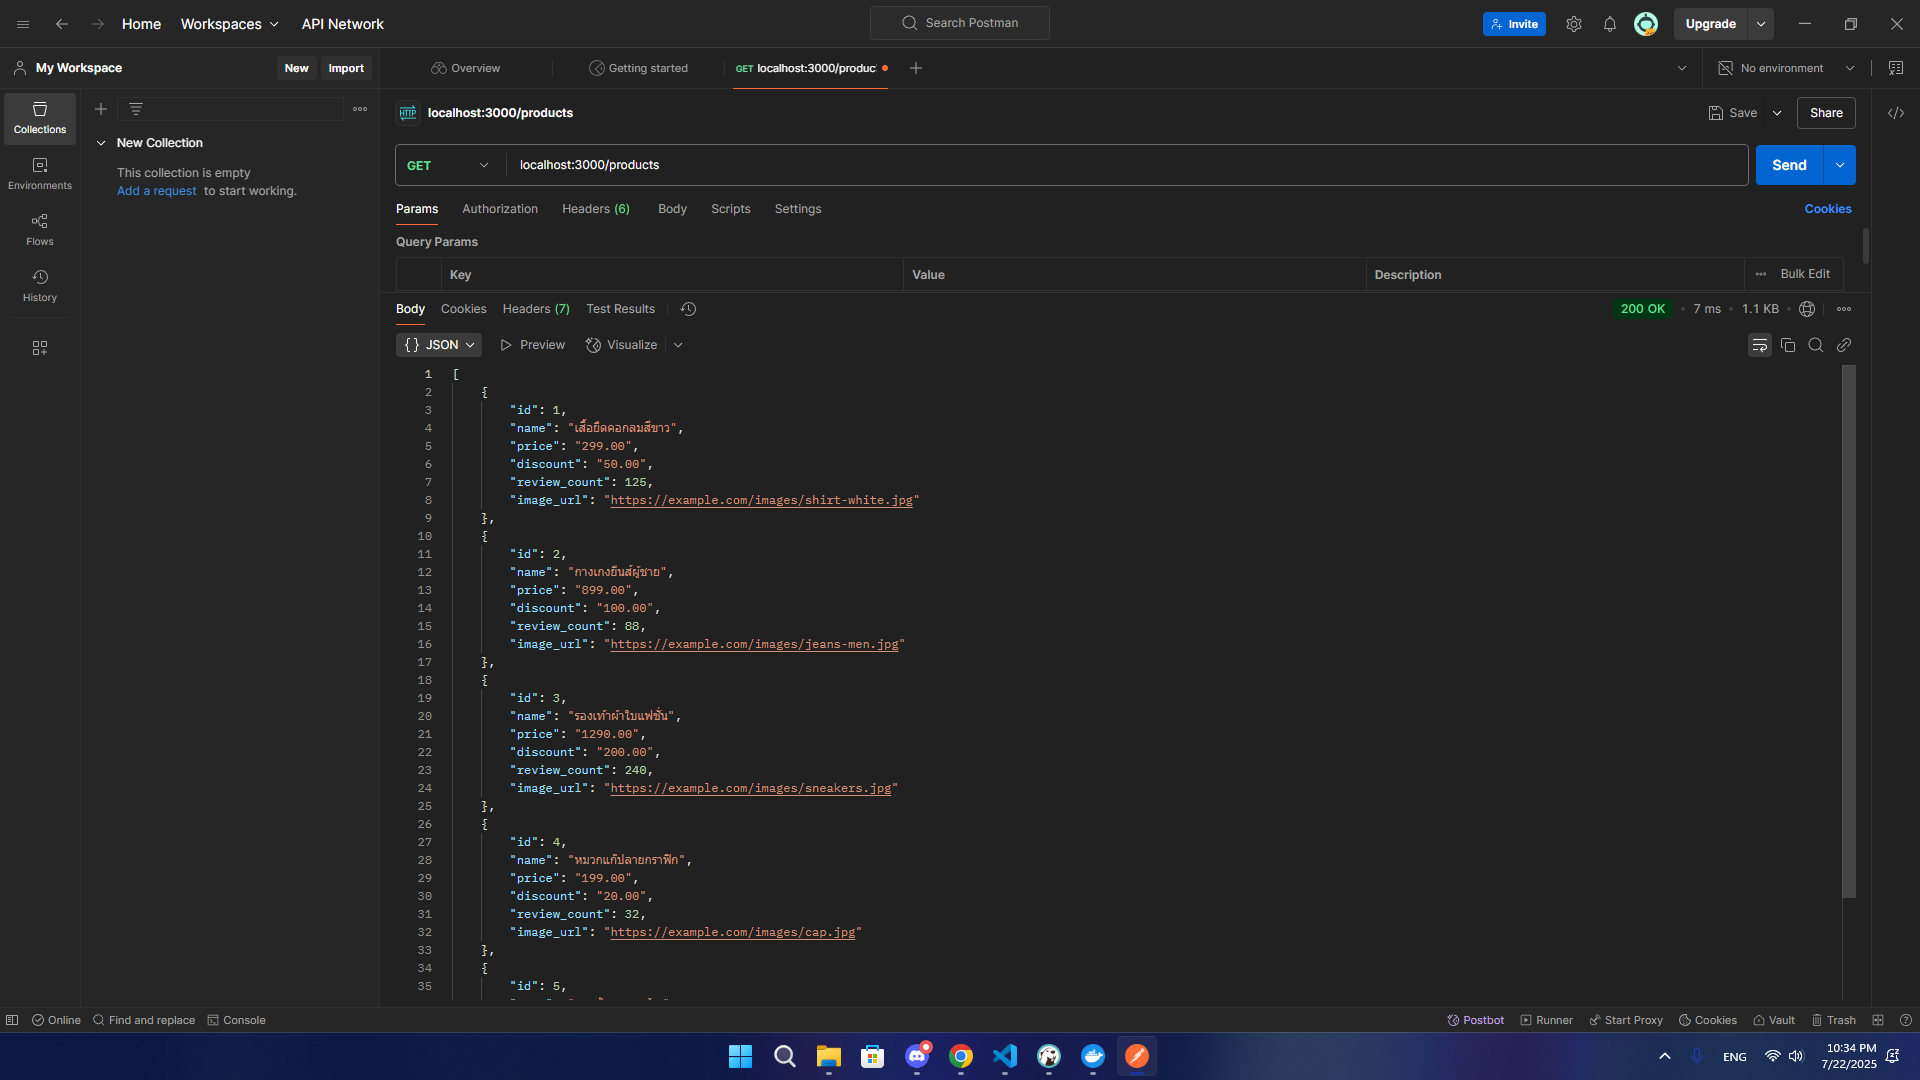 Home Workspaces API Network
Search Postman
Invite
Upgrade
My Workspace
New Import
Overview
Getting started
GET localhost:3000/produc
No environment
Collections
Environments
Flows
History
New Collection
This collection is empty
Add a request to start working.
HTTP localhost:3000/products
Save
Share
GET localhost:3000/products
Send
Params Authorization Headers (6) Body Scripts Settings
Cookies
Query Params
Key Value Description Bulk Edit
Body Cookies Headers (7) Test Results
200 OK • 7 ms • 1.1 KB •
{} JSON Preview Visualize
1 [
2 {
3 "id": 1,
4 "name": "เสื้อยืดคอกลมสีขาว",
5 "price": "299.00",
6 "discount": "50.00",
7 "review_count": 125,
8 "image_url": "https://example.com/images/shirt-white.jpg"
9 },
10 {
11 "id": 2,
12 "name": "กางเกงยีนส์ผู้ชาย",
13 "price": "899.00",
14 "discount": "100.00",
15 "review_count": 88,
16 "image_url": "https://example.com/images/jeans-men.jpg"
17 },
18 {
19 "id": 3,
20 "name": "รองเท้าผ้าใบแฟชั่น",
21 "price": "1290.00",
22 "discount": "200.00",
23 "review_count": 240,
24 "image_url": "https://example.com/images/sneakers.jpg"
25 },
26 {
27 "id": 4,
28 "name": "หมวกแก๊ปลายกราฟิก",
29 "price": "199.00",
30 "discount": "20.00",
31 "review_count": 32,
32 "image_url": "https://example.com/images/cap.jpg"
33 },
34 {
35 "id": 5,
Online Find and replace Console
Postbot Runner Start Proxy Cookies Vault Trash
ENG
10:34 PM
7/22/2025